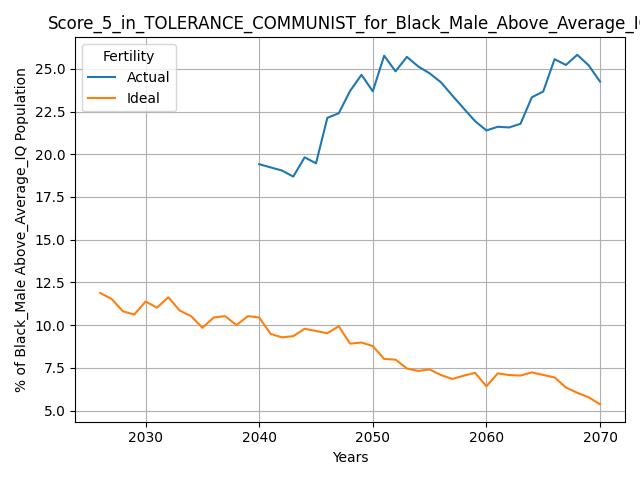 Score_5_in_TOLERANCE_COMMUNIST_for_Black_Male_Above_Average_IQ
Fertility
Actual
Ideal
25.0
22.5
20.0
17.5
15.0
12.5
10.0
7.5
5.0
% of Black_Male Above_Average_IQ Population
2030
2040
2050
2060
2070
Years